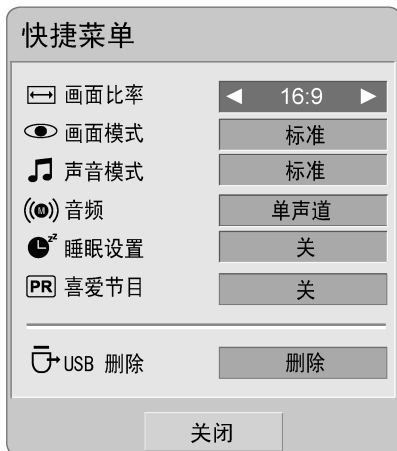 快捷菜单
画面比率 ◀ 16:9 ▶
画面模式 标准
声音模式 标准
((M)) 音频 单声道
zz 睡眠设置 关
PR 喜爱节目 关
USB 删除 删除
关闭